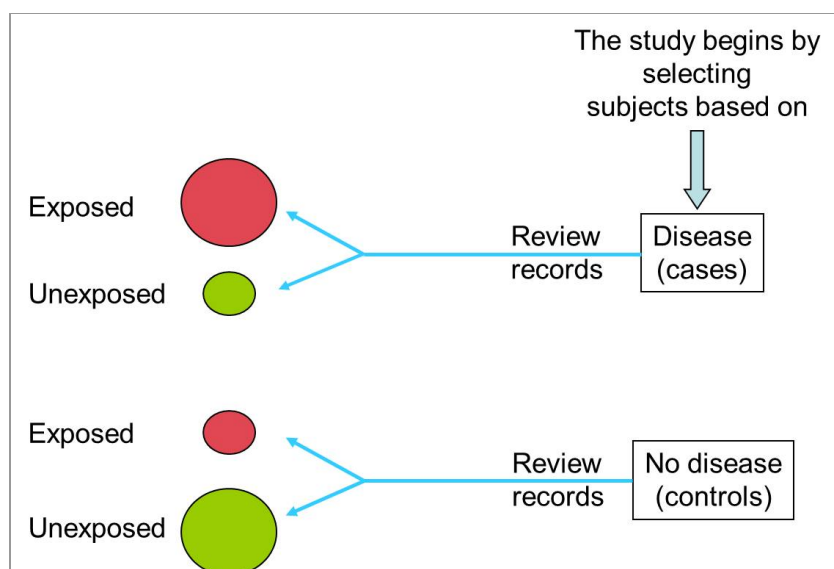 The study begins by
selecting
subjects based on
Exposed
Unexposed
Review
records
Disease
(cases)
Exposed
Unexposed
Review
records
No disease
(controls)